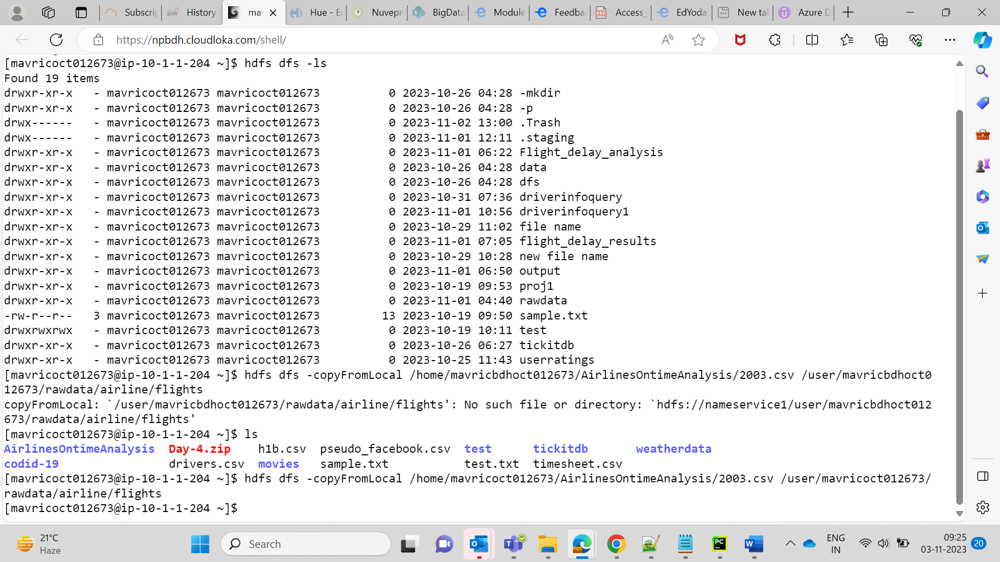 Subscrip
Spark History
ma
Hue - Ec
Nuvepr
BigData
Module
Feedba
PDF Access_
EdYoda
New tab
Azure D
https://npbdh.cloudloka.com/shell/
[mavricoct012673@ip-10-1-1-204 ~]$ hdfs dfs -ls
Found 19 items
drwxr-xr-x   - mavricoct012673 mavricoct012673          0 2023-10-26 04:28 -mkdir
drwxr-xr-x   - mavricoct012673 mavricoct012673          0 2023-10-26 04:28 -p
drwx------   - mavricoct012673 mavricoct012673          0 2023-11-02 13:00 .Trash
drwx------   - mavricoct012673 mavricoct012673          0 2023-11-01 12:11 .staging
drwxr-xr-x   - mavricoct012673 mavricoct012673          0 2023-11-01 06:22 Flight_delay_analysis
drwxr-xr-x   - mavricoct012673 mavricoct012673          0 2023-10-26 04:28 data
drwxr-xr-x   - mavricoct012673 mavricoct012673          0 2023-10-26 04:28 dfs
drwxr-xr-x   - mavricoct012673 mavricoct012673          0 2023-10-31 07:36 driverinfoquery
drwxr-xr-x   - mavricoct012673 mavricoct012673          0 2023-11-01 10:56 driverinfoquery1
drwxr-xr-x   - mavricoct012673 mavricoct012673          0 2023-10-29 11:02 file name
drwxr-xr-x   - mavricoct012673 mavricoct012673          0 2023-11-01 07:05 flight_delay_results
drwxr-xr-x   - mavricoct012673 mavricoct012673          0 2023-10-29 10:28 new file name
drwxr-xr-x   - mavricoct012673 mavricoct012673          0 2023-11-01 06:50 output
drwxr-xr-x   - mavricoct012673 mavricoct012673          0 2023-10-19 09:53 proj1
drwxr-xr-x   - mavricoct012673 mavricoct012673          0 2023-11-01 04:40 rawdata
-rw-r--r--   3 mavricoct012673 mavricoct012673         13 2023-10-19 09:50 sample.txt
drwxrwxrwx   - mavricoct012673 mavricoct012673          0 2023-10-19 10:11 test
drwxr-xr-x   - mavricoct012673 mavricoct012673          0 2023-10-26 06:27 tickitdb
drwxr-xr-x   - mavricoct012673 mavricoct012673          0 2023-10-25 11:43 userratings
[mavricoct012673@ip-10-1-1-204 ~]$ hdfs dfs -copyFromLocal /home/mavricbdhoct012673/AirlinesOntimeAnalysis/2003.csv /user/mavricbdhoct0
12673/rawdata/airline/flights
copyFromLocal: `/user/mavricbdhoct012673/rawdata/airline/flights': No such file or directory: `hdfs://nameservice1/user/mavricbdhoct012
673/rawdata/airline/flights'
[mavricoct012673@ip-10-1-1-204 ~]$ ls
AirlinesOntimeAnalysis  Day-4.zip    h1b.csv  pseudo_facebook.csv  test      tickitdb       weatherdata
codid-19                drivers.csv  movies   sample.txt           test.txt  timesheet.csv
[mavricoct012673@ip-10-1-1-204 ~]$ hdfs dfs -copyFromLocal /home/mavricoct012673/AirlinesOntimeAnalysis/2003.csv /user/mavricoct012673/
rawdata/airline/flights
[mavricoct012673@ip-10-1-1-204 ~]$
21°C
Haze
Search
ENG
IN
09:25
03-11-2023
20